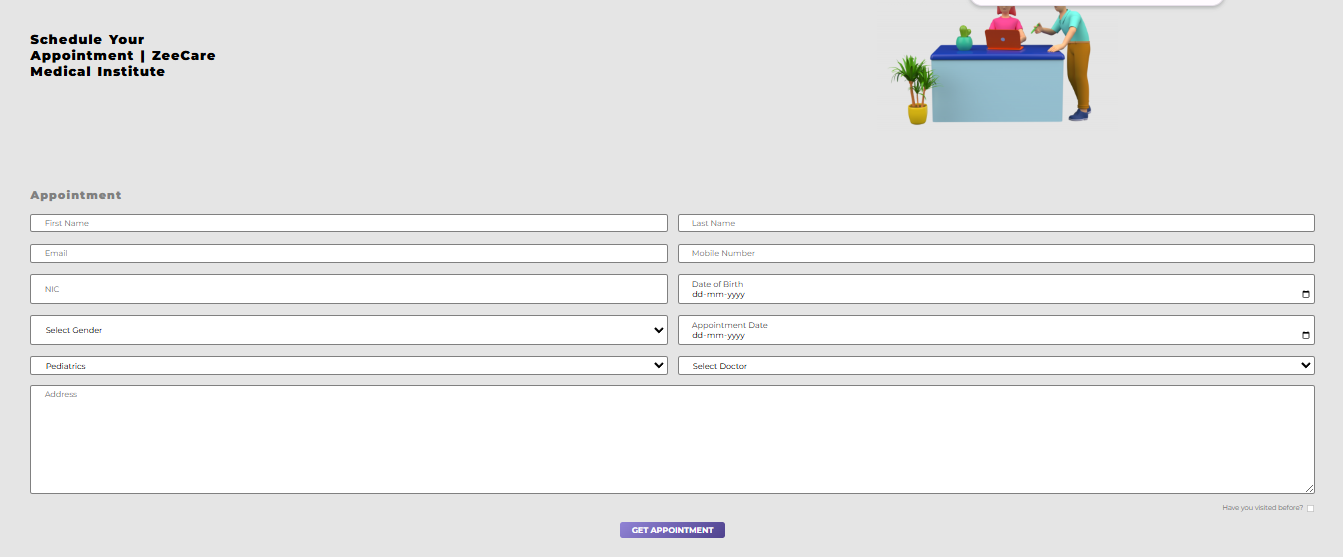 Schedule Your
Appointment | ZeeCare
Medical Institute
Appointment
First Name
Last Name
Email
Mobile Number
NIC
Date of Birth
dd-mm-yyyy
Select Gender
Appointment Date
dd-mm-yyyy
Pediatrics
Select Doctor
Address
Have you visited before?
GET APPOINTMENT